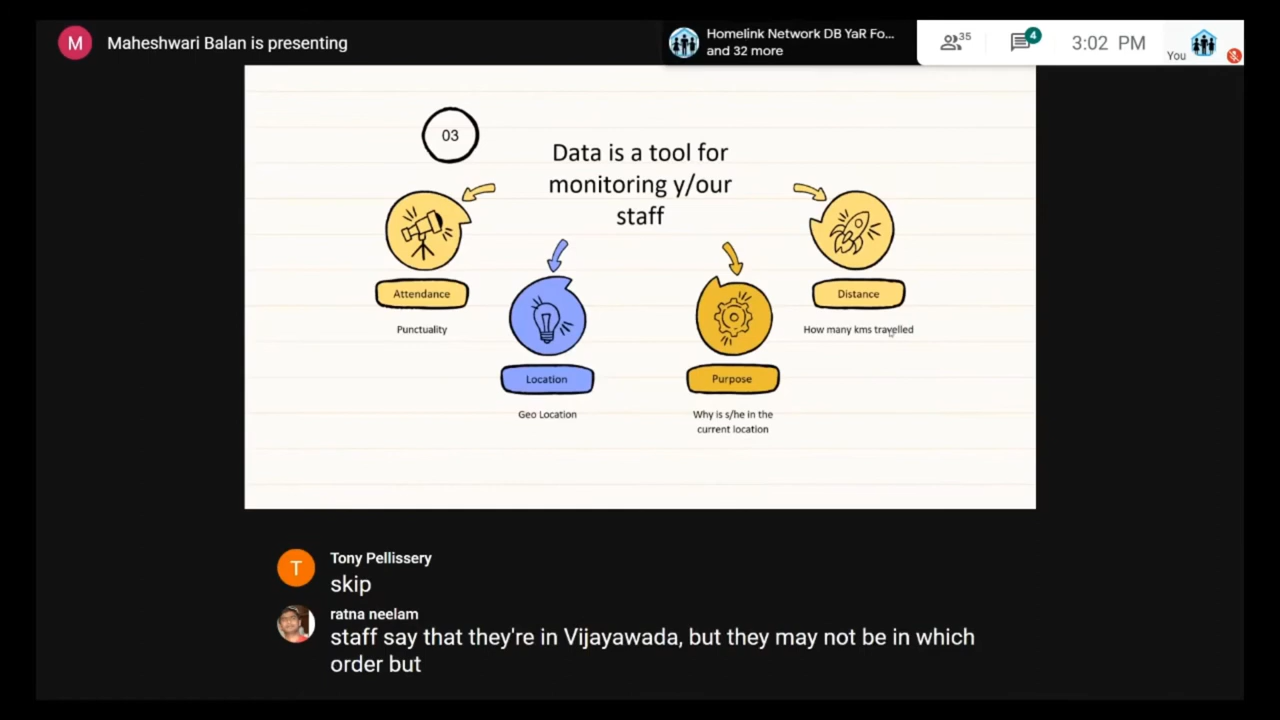 M
Maheshwari Balan is presenting
Homelink Network DB YaR Fo...
and 32 more
35
4
3:02 PM
You
03
Data is a tool for
monitoring y/our
staff
Attendance
Punctuality
Location
Geo Location
Purpose
Why is s/he in the
current location
Distance
How many kms travelled
T
Tony Pellissery
skip
ratna neelam
staff say that they're in Vijayawada, but they may not be in which
order but